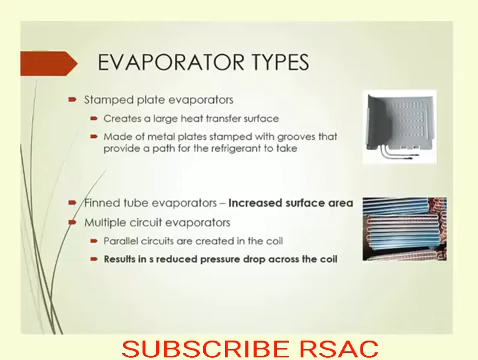 EVAPORATOR TYPES
Stamped plate evaporators
Creates a large heat transfer surface
Made of metal plates stamped with grooves that
provide a path for the refrigerant to take
Finned tube evaporators – Increased surface area
Multiple circuit evaporators
Parallel circuits are created in the coil
Results in s reduced pressure drop across the coil
SUBSCRIBE RSAC